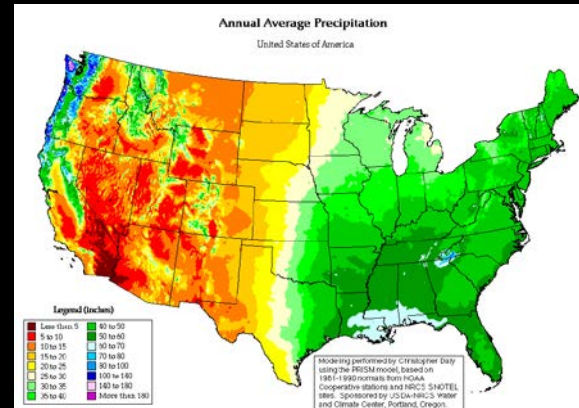 Annual Average Precipitation
United States of America
Legend (inches)
Less than 5
5 to 10
10 to 15
15 to 20
20 to 25
25 to 30
30 to 35
35 to 40
40 to 50
50 to 60
60 to 70
70 to 80
80 to 100
100 to 140
140 to 180
More than 180
Modeling performed by Christopher Daly
using the PRISM model, based on
1961-1990 normals from NOAA
Cooperative stations and NRCS SNOTEL
sites. Sponsored by USDA-NRCS Water
and Climate Center, Portland, Oregon.